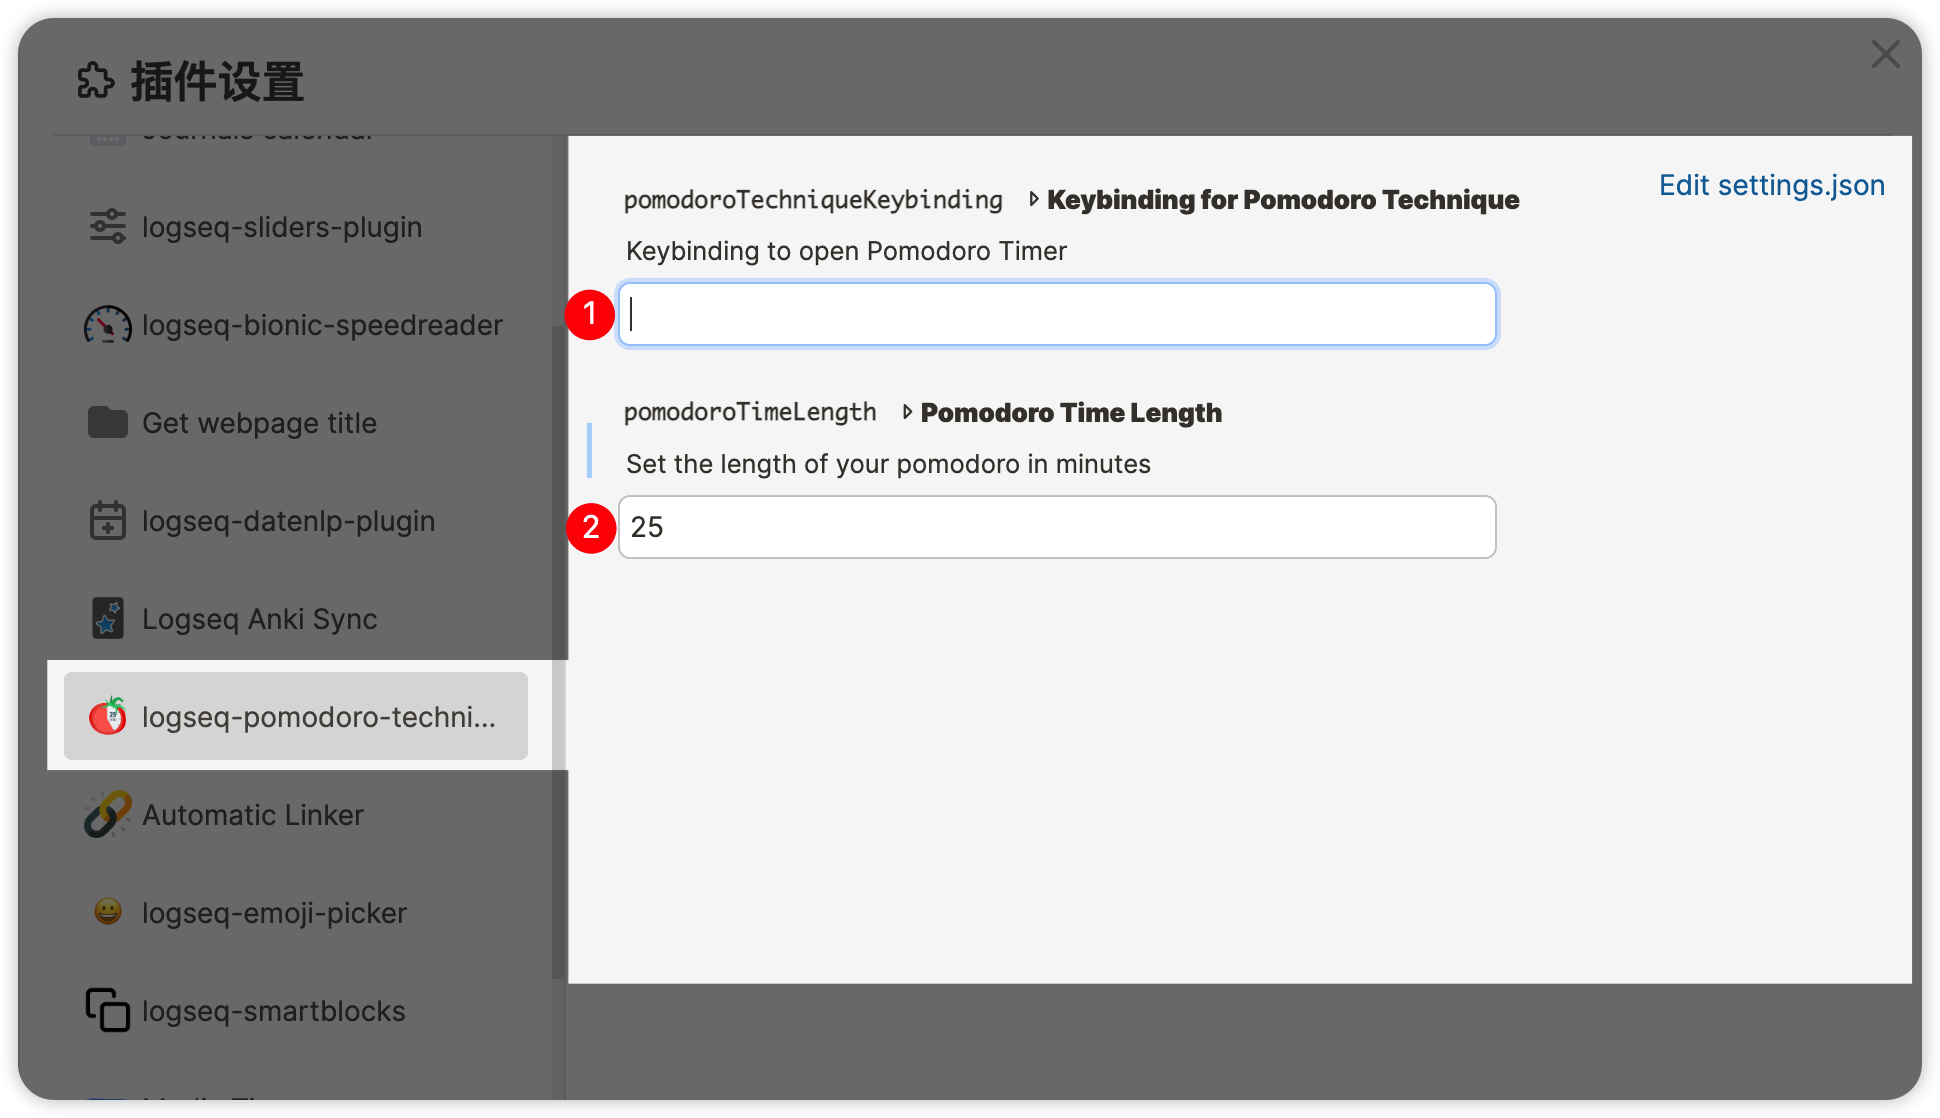 插件设置
Journals calendar
logseq-sliders-plugin
logseq-bionic-speedreader
Get webpage title
logseq-datenlp-plugin
Logseq Anki Sync
logseq-pomodoro-techni...
Automatic Linker
logseq-emoji-picker
logseq-smartblocks
Edit settings.json
pomodoroTechniqueKeybinding Keybinding for Pomodoro Technique
Keybinding to open Pomodoro Timer
1
pomodoroTimeLength Pomodoro Time Length
Set the length of your pomodoro in minutes
2 25